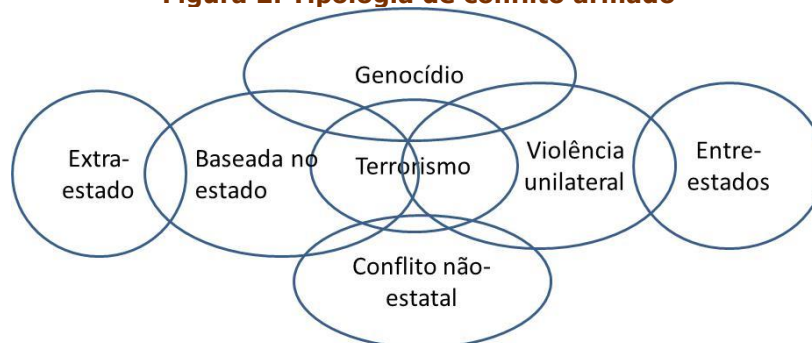 Figura 2. Tipologia de conflito armado
Genocídio
Extra-
estado
Baseada no
estado
Terrorismo
Violência
unilateral
Entre-
estados
Conflito não-
estatal